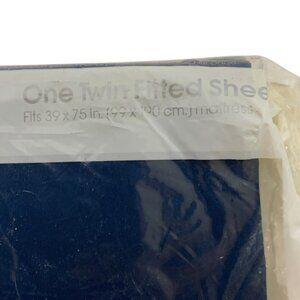 One Twin Fitted Shee
Fits 39 x 75 in. (99 x 190 cm.) mattress